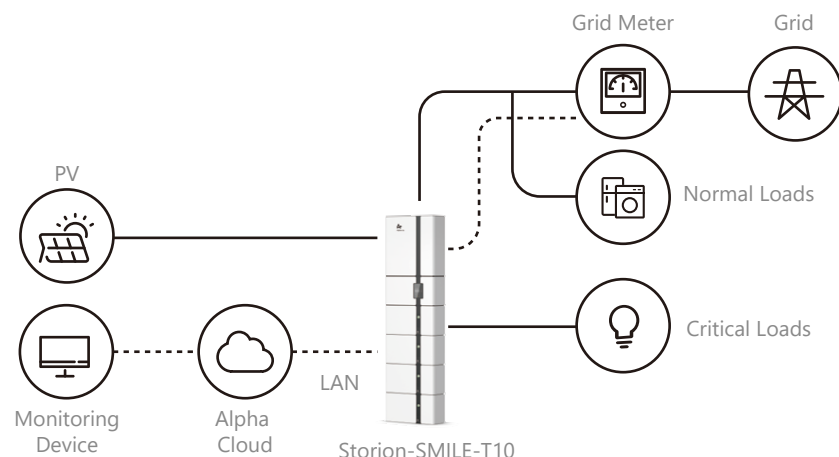 Grid Meter
Grid
PV
Normal Loads
Critical Loads
LAN
Monitoring
Device
Alpha
Cloud
Storion-SMILE-T10